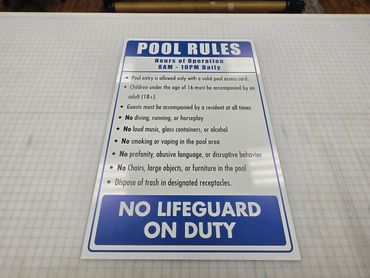 POOL RULES
Hours of Operation
8AM - 10PM Daily
• Pool entry is allowed only with a valid pool access card.
• Children under the age of 16 must be accompanied by an
adult (18+).
• Guests must be accompanied by a resident at all times
• No diving, running, or horseplay
• No loud music, glass containers, or alcohol
• No smoking or vaping in the pool area
• No profanity, abusive language, or disruptive behavior
• No Chairs, large objects, or furniture in the pool
• Dispose of trash in designated receptacles.
NO LIFEGUARD
ON DUTY